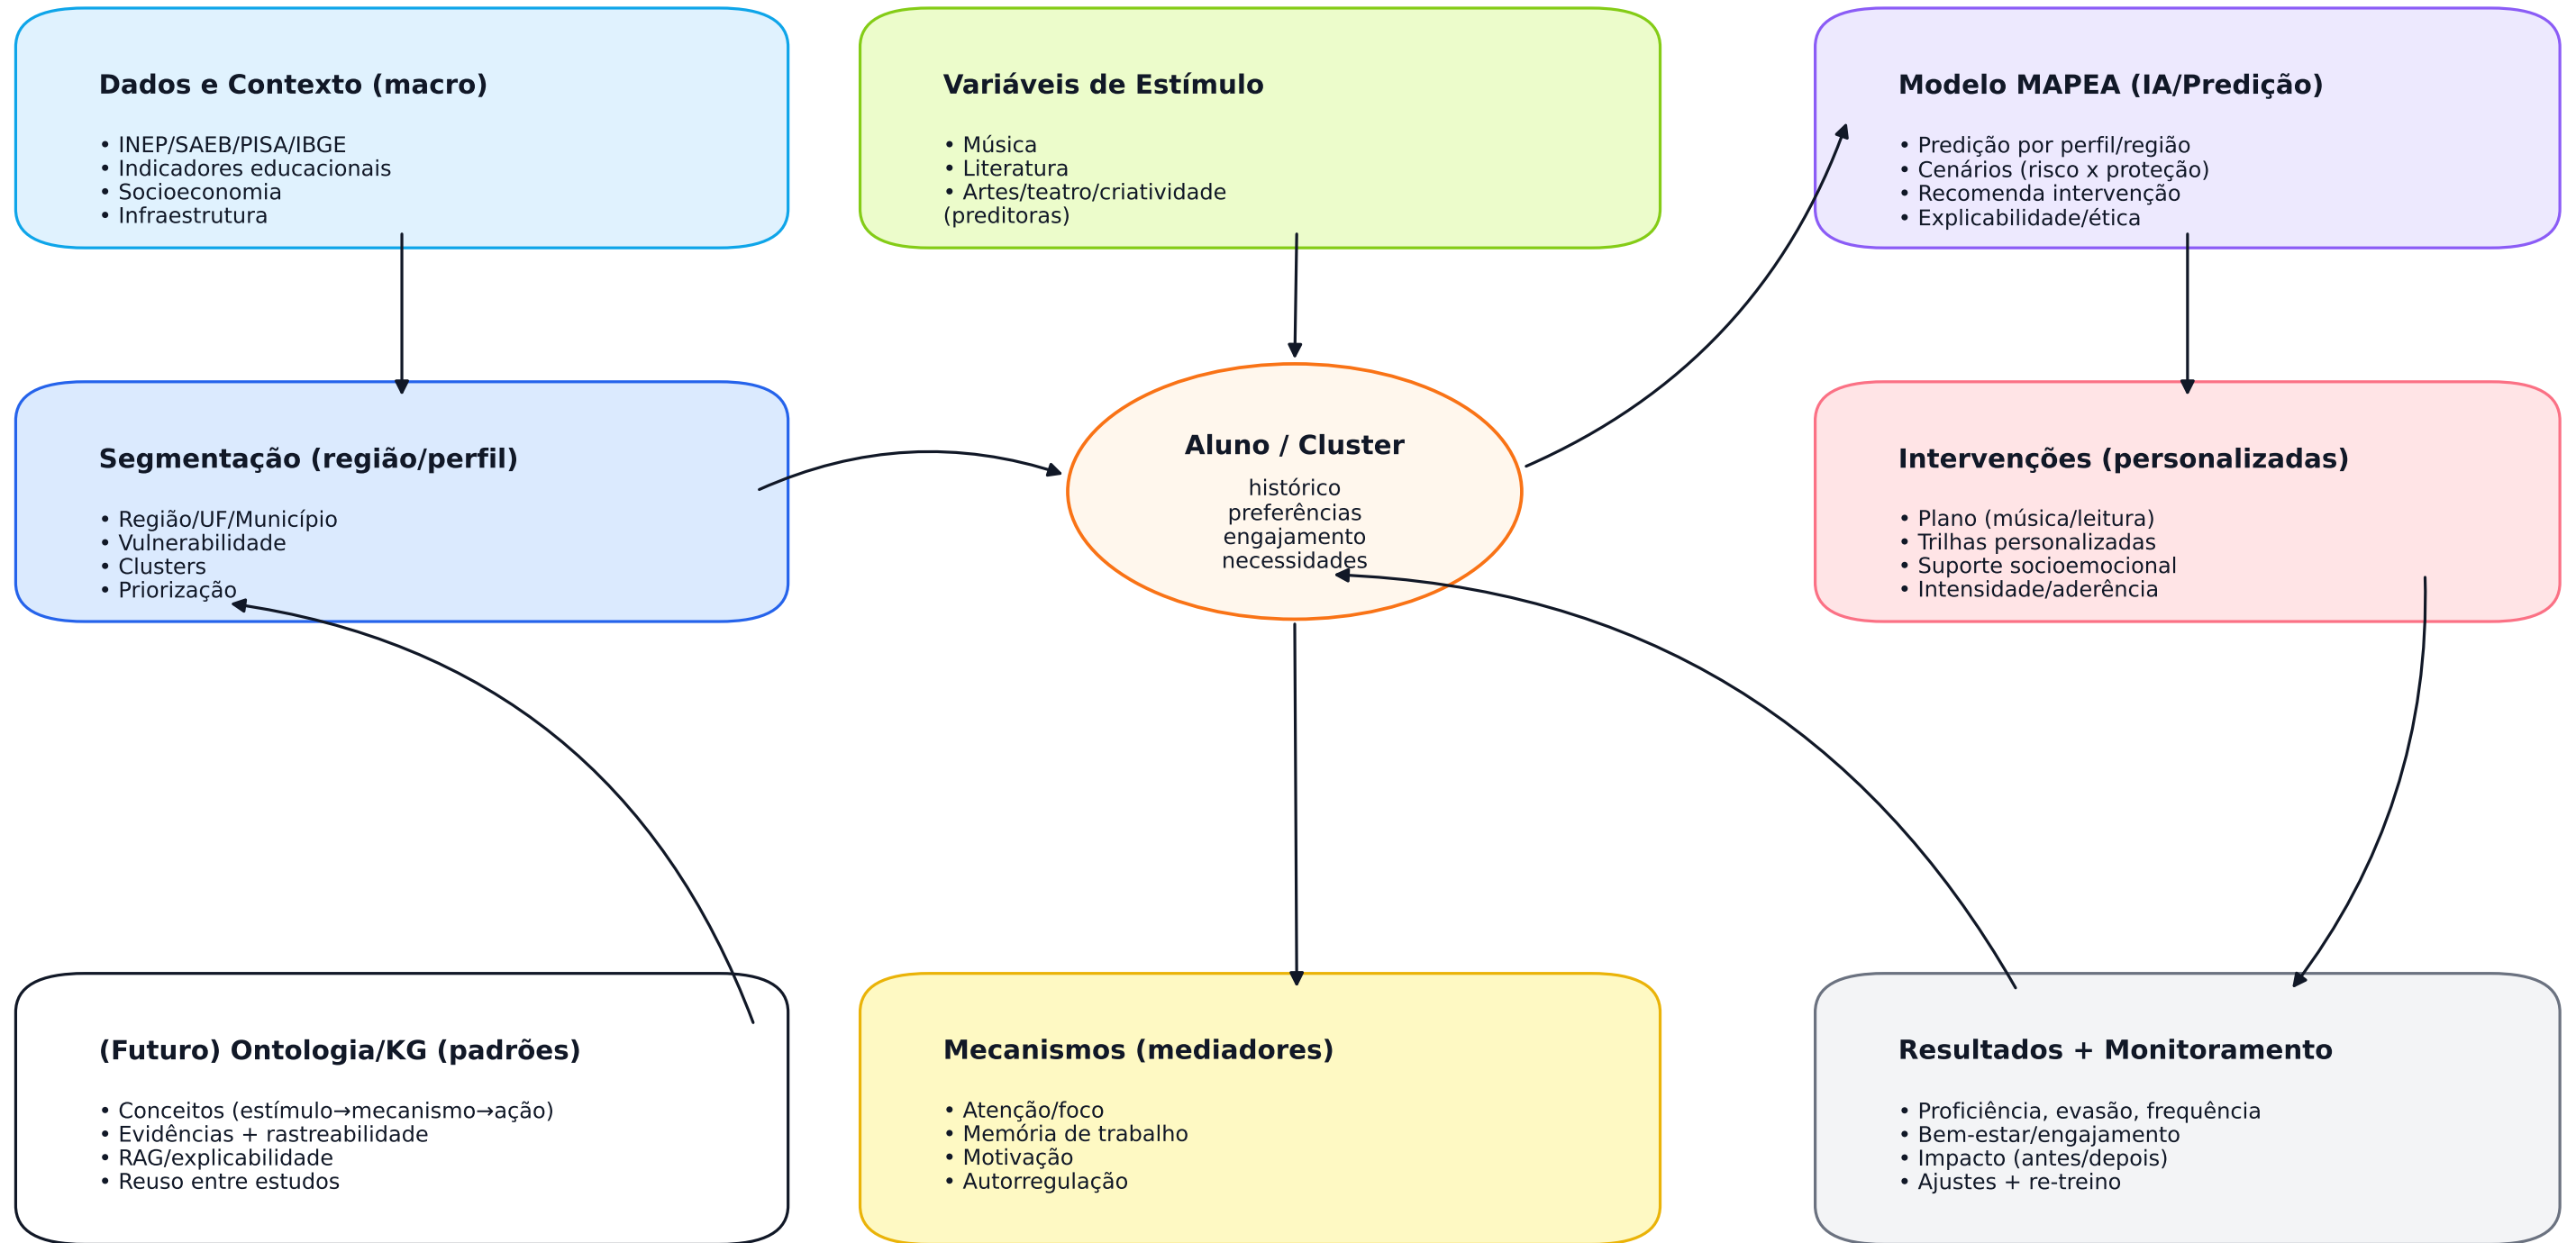 Dados e Contexto (macro)
• INEP/SAEB/PISA/IBGE
• Indicadores educacionais
• Socioeconomia
• Infraestrutura
Variáveis de Estímulo
• Música
• Literatura
• Artes/teatro/criatividade
(preditoras)
Modelo MAPEA (IA/Predição)
• Predição por perfil/região
• Cenários (risco x proteção)
• Recomenda intervenção
• Explicabilidade/ética
Segmentação (região/perfil)
• Região/UF/Município
• Vulnerabilidade
• Clusters
• Priorização
Aluno / Cluster
histórico
preferências
engajamento
necessidades
Intervenções (personalizadas)
• Plano (música/leitura)
• Trilhas personalizadas
• Suporte socioemocional
• Intensidade/aderência
(Futuro) Ontologia/KG (padrões)
• Conceitos (estímulo→mecanismo→ação)
• Evidências + rastreabilidade
• RAG/explicabilidade
• Reuso entre estudos
Mecanismos (mediadores)
• Atenção/foco
• Memória de trabalho
• Motivação
• Autorregulação
Resultados + Monitoramento
• Proficiência, evasão, frequência
• Bem-estar/engajamento
• Impacto (antes/depois)
• Ajustes + re-treino